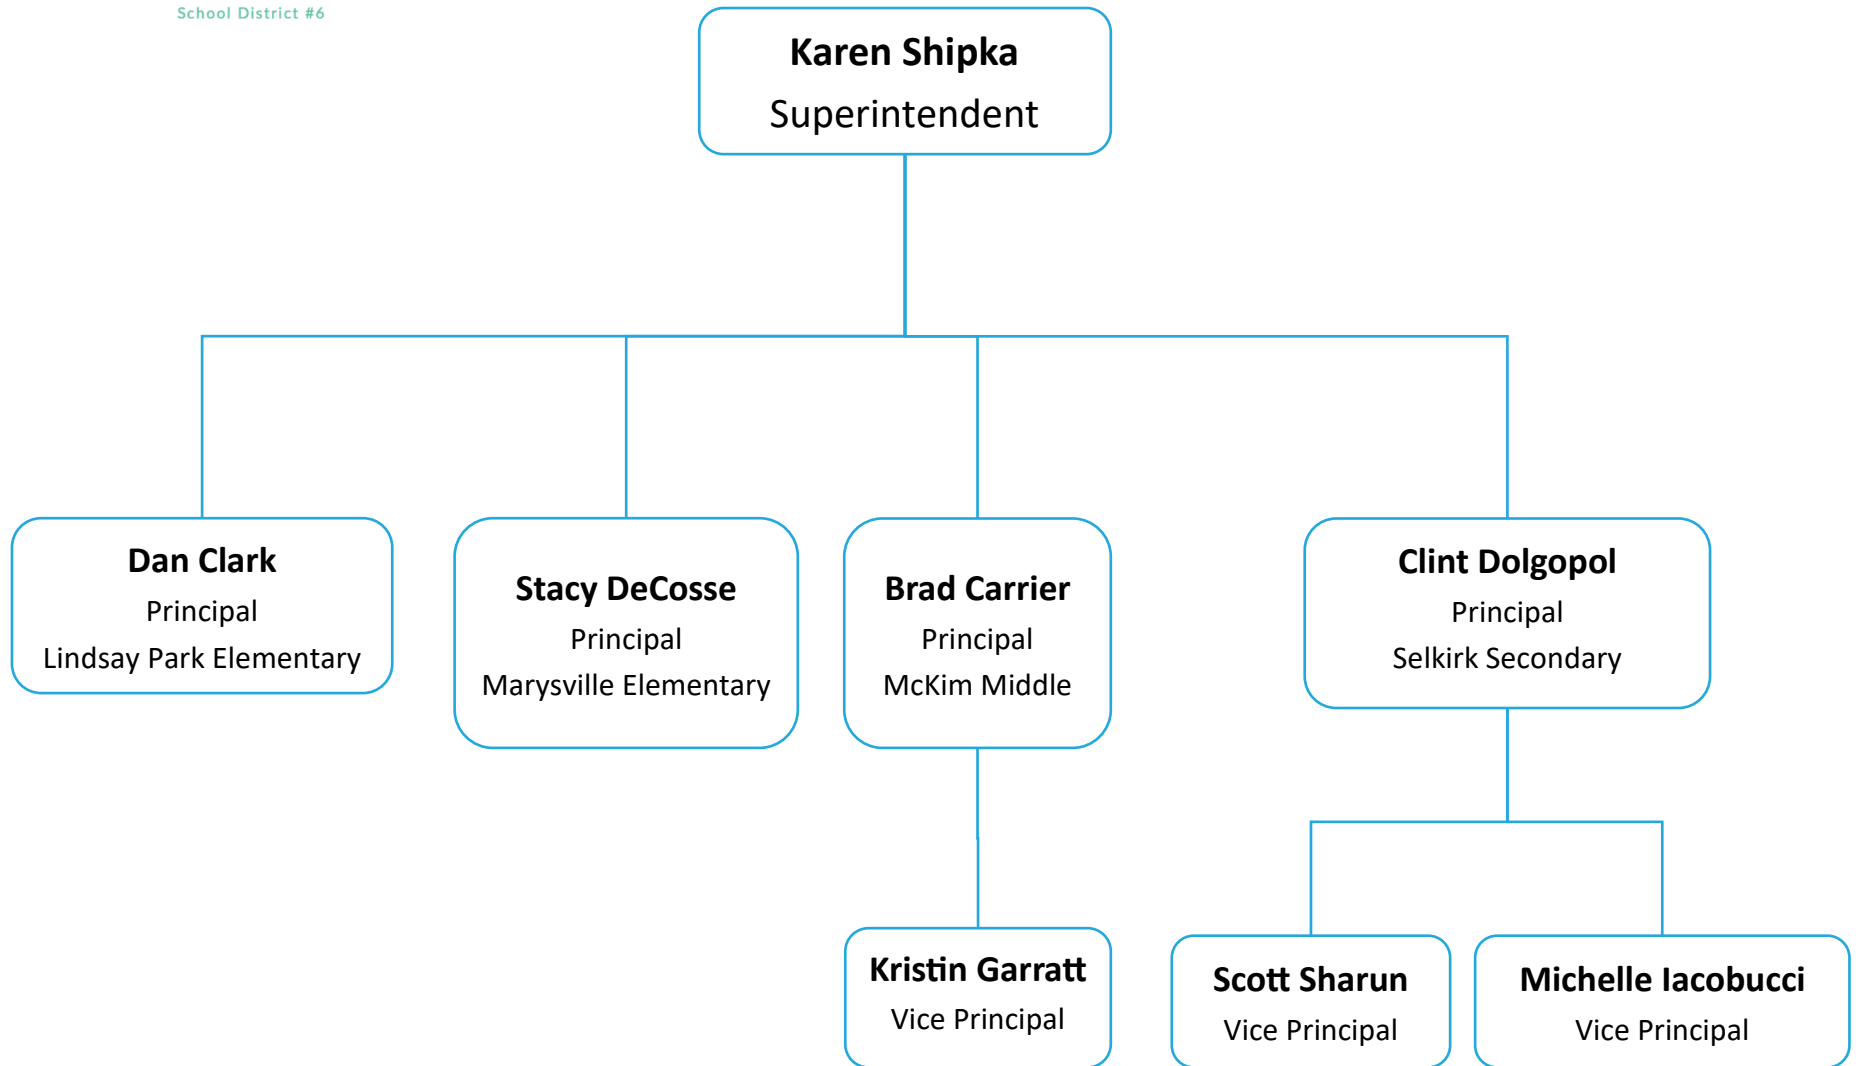 School District #6
Karen Shipka
Superintendent
Dan Clark
Principal
Lindsay Park Elementary
Stacy DeCosse
Principal
Marysville Elementary
Brad Carrier
Principal
McKim Middle
Clint Dolgopol
Principal
Selkirk Secondary
Kristin Garratt
Vice Principal
Scott Sharun
Vice Principal
Michelle Iacobucci
Vice Principal